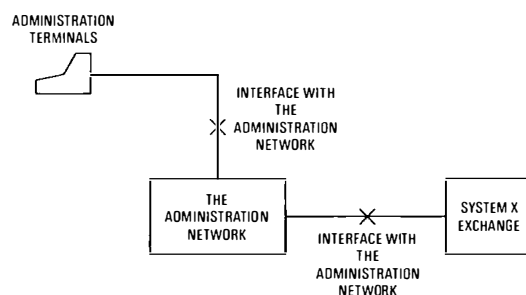 ADMINISTRATION
TERMINALS
INTERFACE WITH
THE
ADMINISTRATION
NETWORK
THE
ADMINISTRATION
NETWORK
SYSTEM X
EXCHANGE
INTERFACE WITH
THE
ADMINISTRATION
NETWORK